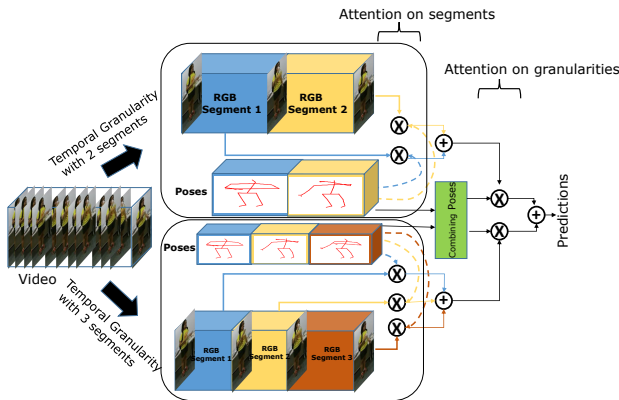 Attention on segments
Attention on granularities
Temporal Granularity
with 2 segments
RGB
Segment 1
RGB
Segment 2
X
X
+
Poses
Video
Combining Poses
X
X
+
Predictions
Poses
X
X
X
+
Temporal Granularity
with 3 segments
RGB
Segment 1
RGB
Segment 2
RGB
Segment 3